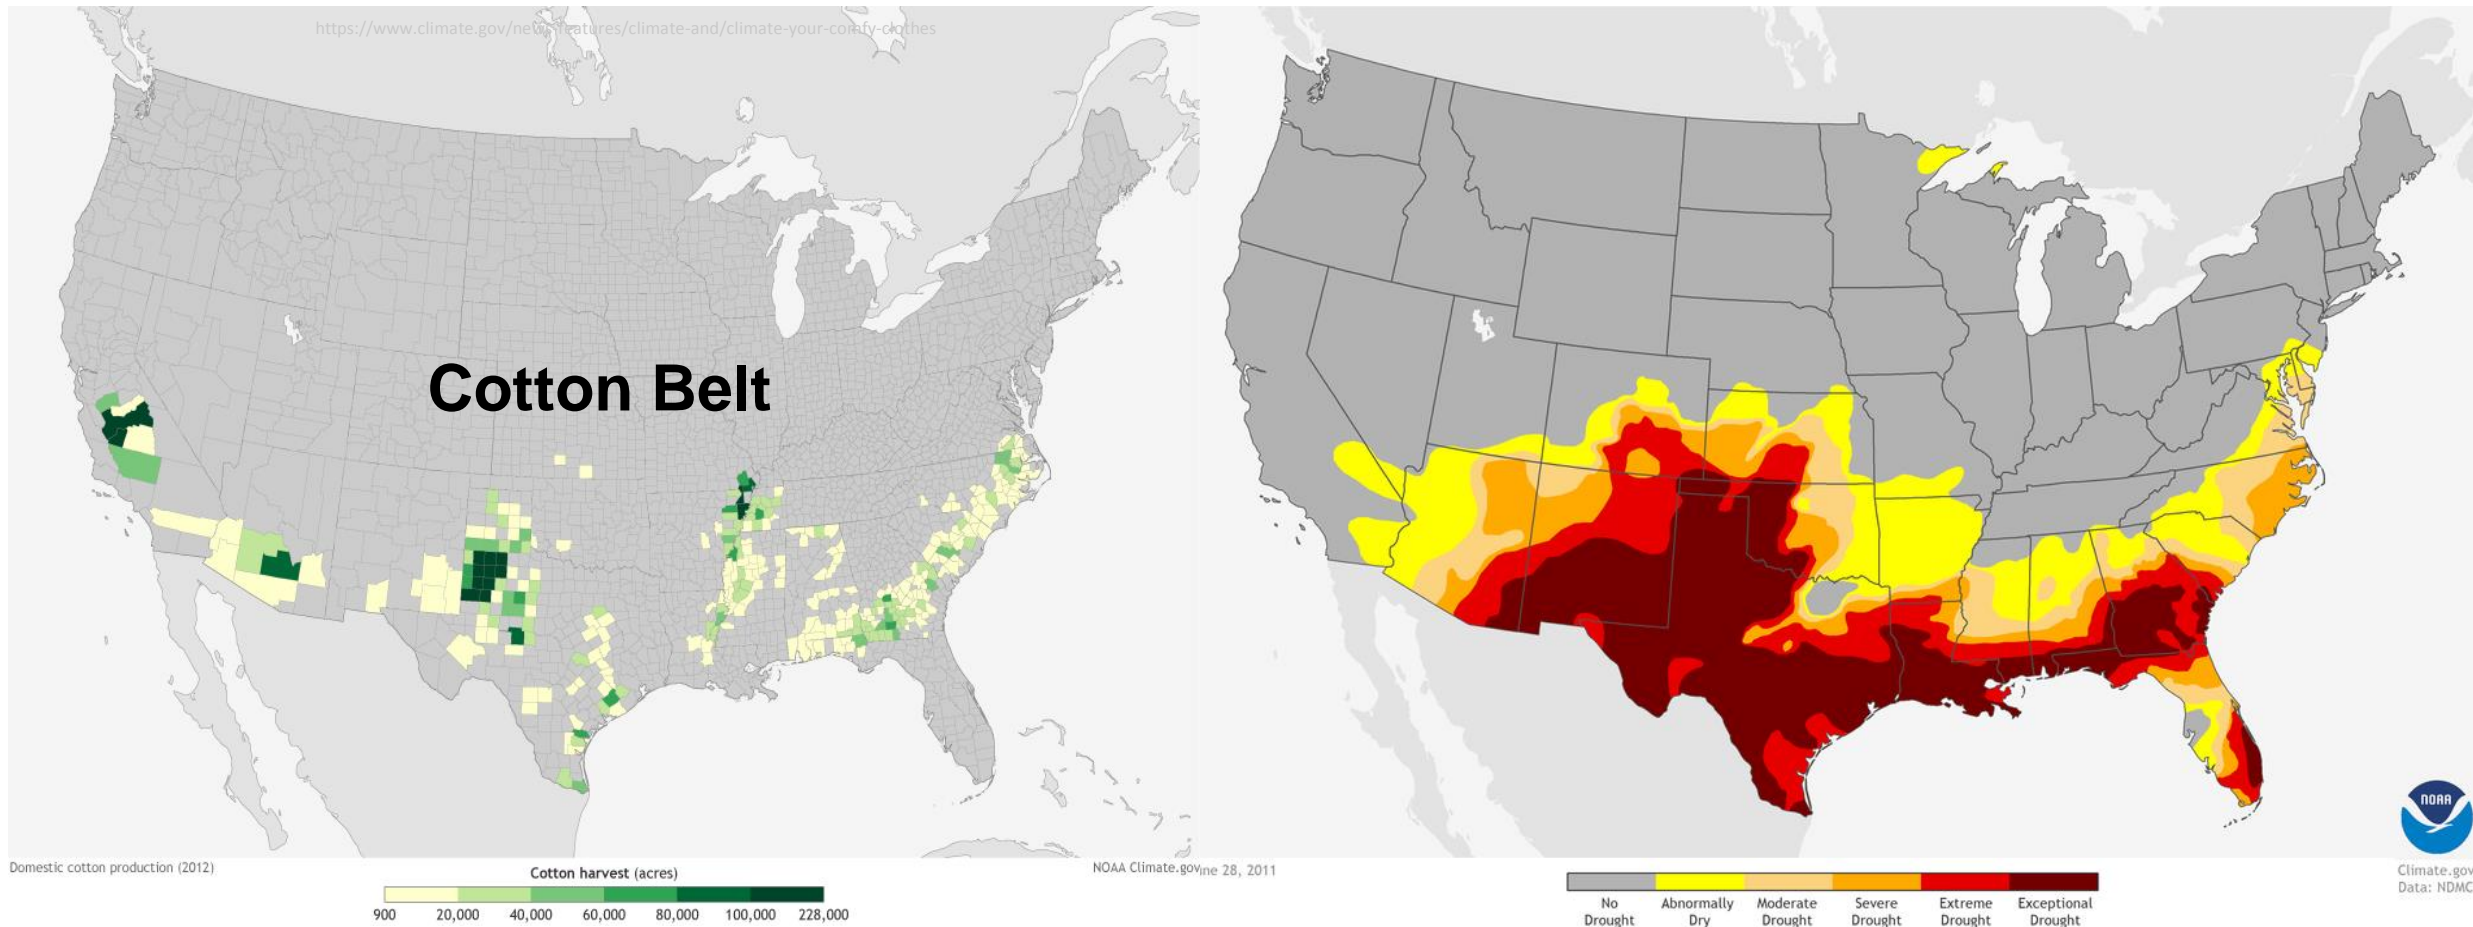 https://www.climate.gov/news-features/climate-and/climate-your-comfy-clothes
Cotton Belt
Domestic cotton production (2012)
Cotton harvest (acres)
900 20,000 40,000 60,000 80,000 100,000 228,000
NOAA Climate.gov
ne 28, 2011
No Drought
Abnormally Dry
Moderate Drought
Severe Drought
Extreme Drought
Exceptional Drought
NOAA
Climate.gov
Data: NDMC